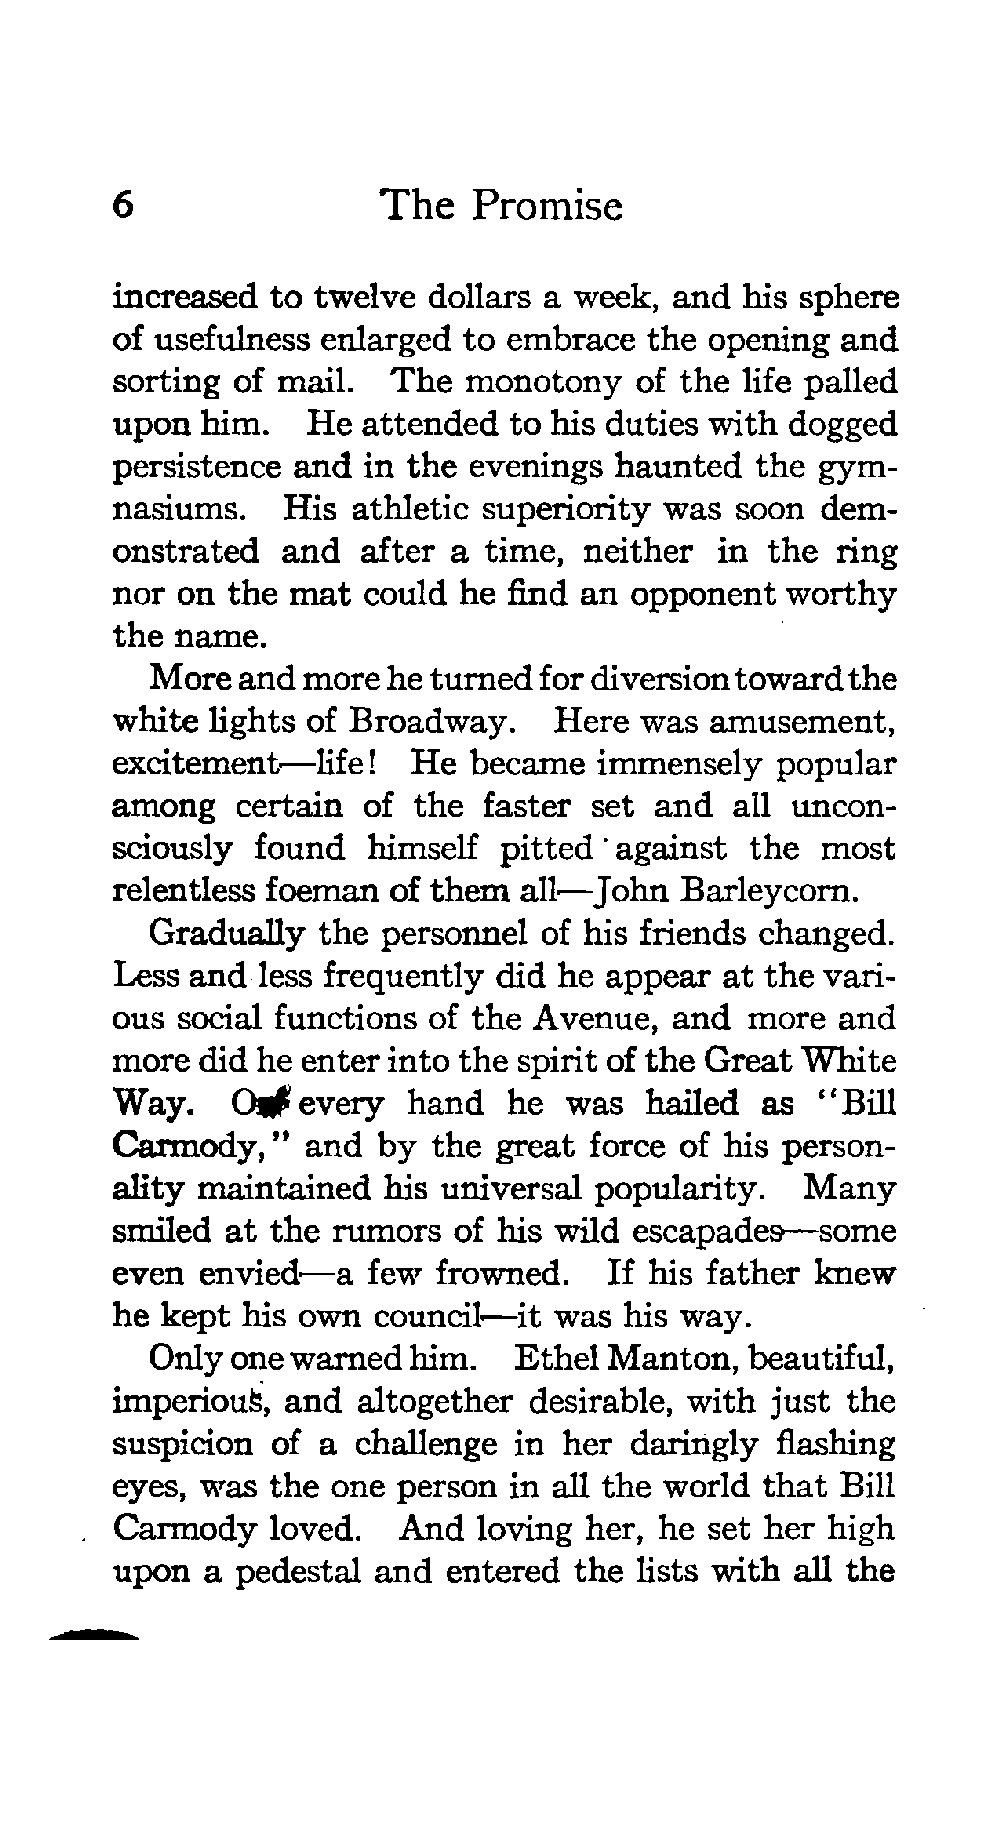 6 The Promise
increased to twelve dollars a week, and his sphere
of usefulness enlarged to embrace the opening and
sorting of mail. The monotony of the life palled
upon him. He attended to his duties with dogged
persistence and in the evenings haunted the gym-
nasiums. His athletic superiority was soon dem-
onstrated and after a time, neither in the ring
nor on the mat could he find an opponent worthy
the name.
More and more he turned for diversion toward the
white lights of Broadway. Here was amusement,
excitement—life! He became immensely popular
among certain of the faster set and all uncon-
sciously found himself pitted against the most
relentless foeman of them all—John Barleycorn.
Gradually the personnel of his friends changed.
Less and less frequently did he appear at the vari-
ous social functions of the Avenue, and more and
more did he enter into the spirit of the Great White
Way. every hand he was hailed as "Bill
Carmody," and by the great force of his person-
ality maintained his universal popularity. Many
smiled at the rumors of his wild escapades—some
even envied—a few frowned. If his father knew
he kept his own council—it was his way.
Only one warned him. Ethel Manton, beautiful,
imperious, and altogether desirable, with just the
suspicion of a challenge in her daringly flashing
eyes, was the one person in all the world that Bill
Carmody loved. And loving her, he set her high
upon a pedestal and entered the lists with all the